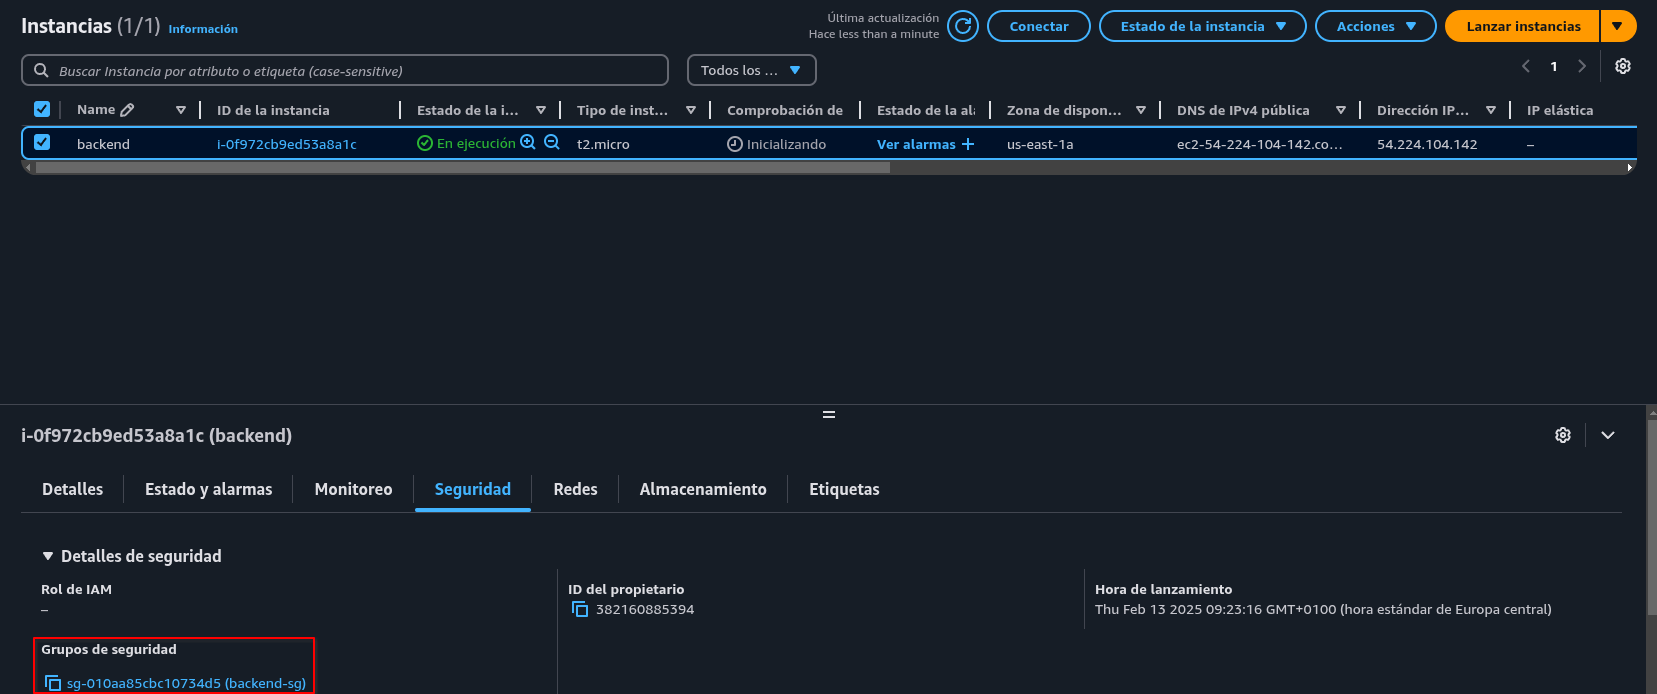 Instancias (1/1) Información
Última actualización
Hace less than a minute
Conectar
Estado de la instancia
Acciones
Lanzar instancias
Buscar Instancia por atributo o etiqueta (case-sensitive)
Todos los ...
1
Name ID de la instancia Estado de la i... Tipo de inst... Comprobación de Estado de la ala Zona de dispon... DNS de IPv4 pública Dirección IP... IP elástica
backend i-0f972cb9ed53a8a1c En ejecución t2.micro Inicializando Ver alarmas + us-east-1a ec2-54-224-104-142.co... 54.224.104.142 –
i-0f972cb9ed53a8a1c (backend)
Detalles Estado y alarmas Monitoreo Seguridad Redes Almacenamiento Etiquetas
Detalles de seguridad
Rol de IAM
–
ID del propietario
382160885394
Hora de lanzamiento
Thu Feb 13 2025 09:23:16 GMT+0100 (hora estándar de Europa central)
Grupos de seguridad
sg-010aa85cbc10734d5 (backend-sg)